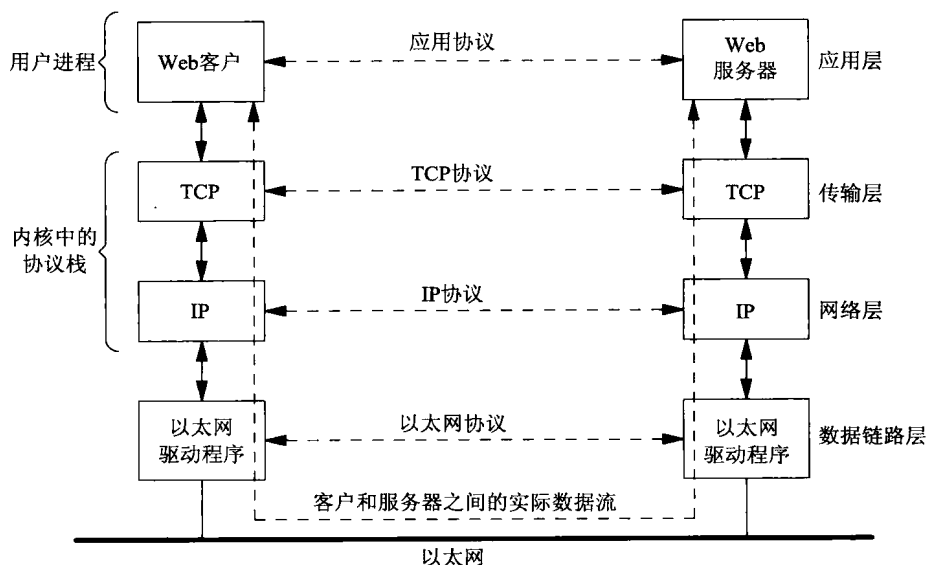 用户进程
Web客户
应用协议
Web
服务器
应用层
TCP
TCP协议
TCP
传输层
内核中的
协议栈
IP
IP协议
IP
网络层
以太网
驱动程序
以太网协议
以太网
驱动程序
数据链路层
客户和服务器之间的实际数据流
以太网